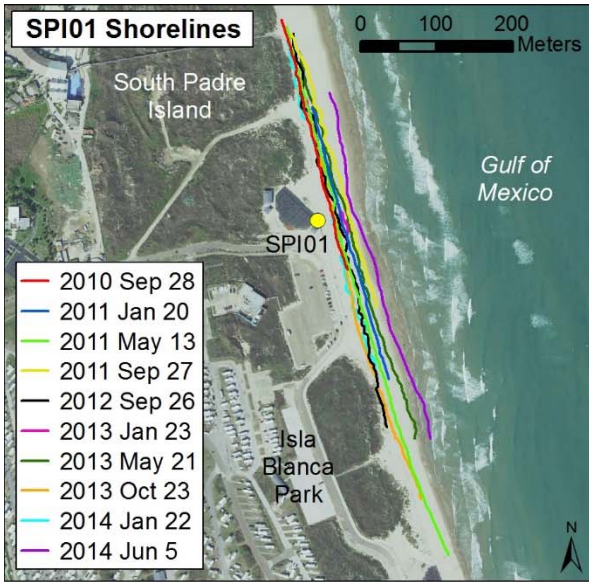 SPI01 Shorelines
0 100 200
Meters
South Padre
Island
Gulf of
Mexico
SPI01
2010 Sep 28
2011 Jan 20
2011 May 13
2011 Sep 27
2012 Sep 26
2013 Jan 23
2013 May 21
2013 Oct 23
2014 Jan 22
2014 Jun 5
Isla
Blanca
Park
N